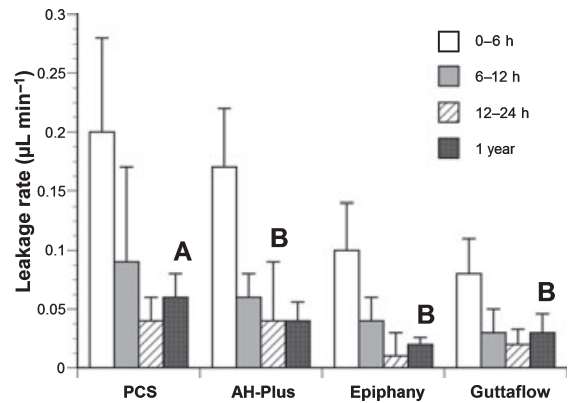 Leakage rate (µL min⁻¹)
0.3
0.25
0.2
0.15
0.1
0.05
0
0–6 h
6–12 h
12–24 h
1 year
A
B
B
B
PCS
AH-Plus
Epiphany
Guttaflow